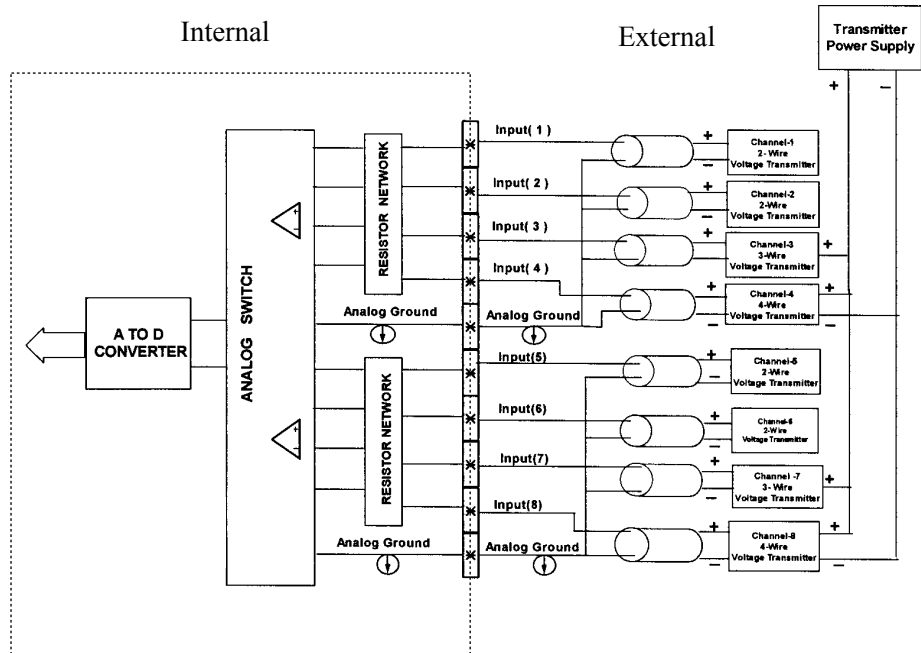 Internal
External
Transmitter
Power Supply
+
−
Input( 1 )
Input( 2 )
Input( 3 )
Input( 4 )
Analog Ground
Analog Ground
Input(5)
Input(6)
Input(7)
Input(8)
Analog Ground
Analog Ground
RESISTOR NETWORK
RESISTOR NETWORK
ANALOG SWITCH
A TO D
CONVERTER
+
−
Channel-1
2- Wire
Voltage Transmitter
+
−
Channel-2
2-Wire
Voltage Transmitter
+
−
Channel-3
3-Wire
Voltage Transmitter
+
+
−
Channel-4
4-Wire
Voltage Transmitter
+
−
+
−
Channel-5
2-Wire
Voltage Transmitter
+
−
Channel-6
2-Wire
Voltage Transmitter
+
−
Channel -7
3- Wire
Voltage Transmitter
+
+
−
Channel-8
4-Wire
Voltage Transmitter
+
−